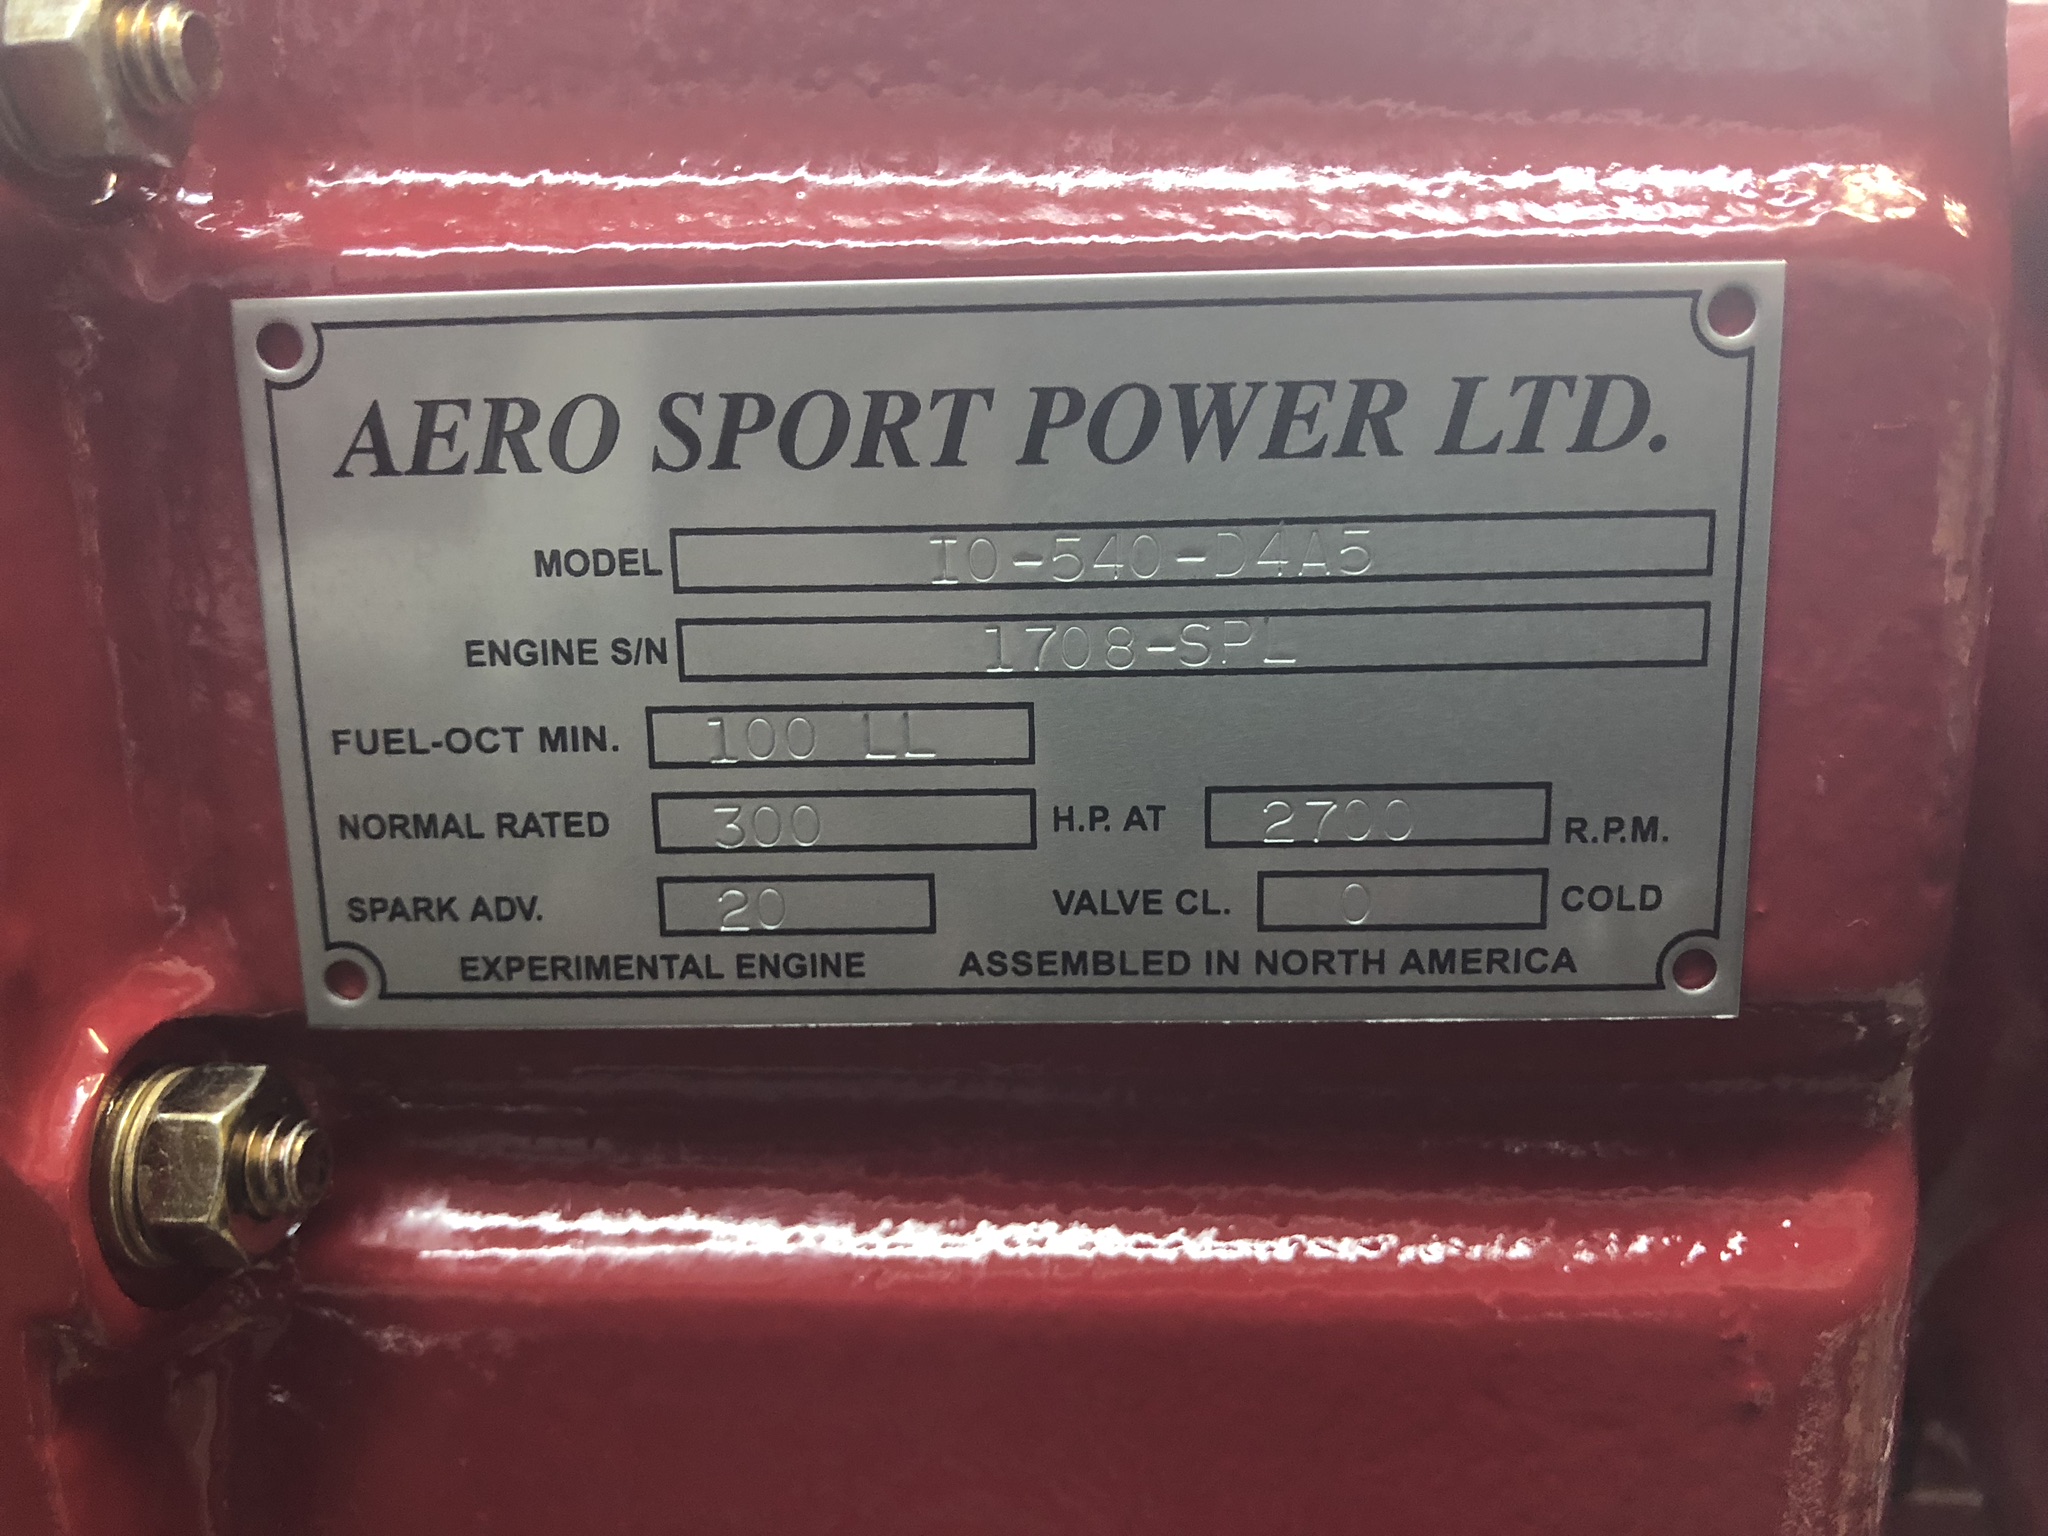 AERO SPORT POWER LTD.
MODEL IO-540-D4A5
ENGINE S/N 1708-SPL
FUEL-OCT MIN. 100 LL
NORMAL RATED 300 H.P. AT 2700 R.P.M.
SPARK ADV. 20 VALVE CL. 0 COLD
EXPERIMENTAL ENGINE ASSEMBLED IN NORTH AMERICA